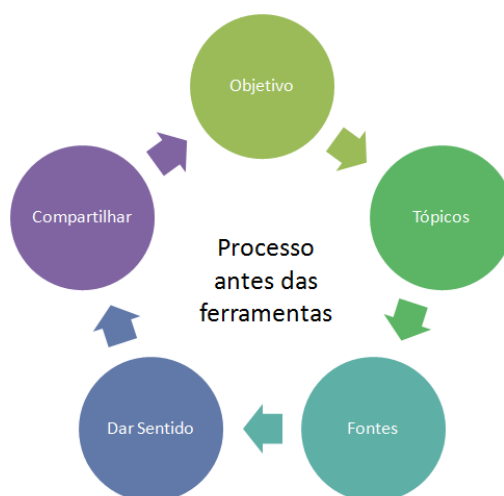 Objetivo
Tópicos
Fontes
Dar Sentido
Compartilhar
Processo
antes das
ferramentas